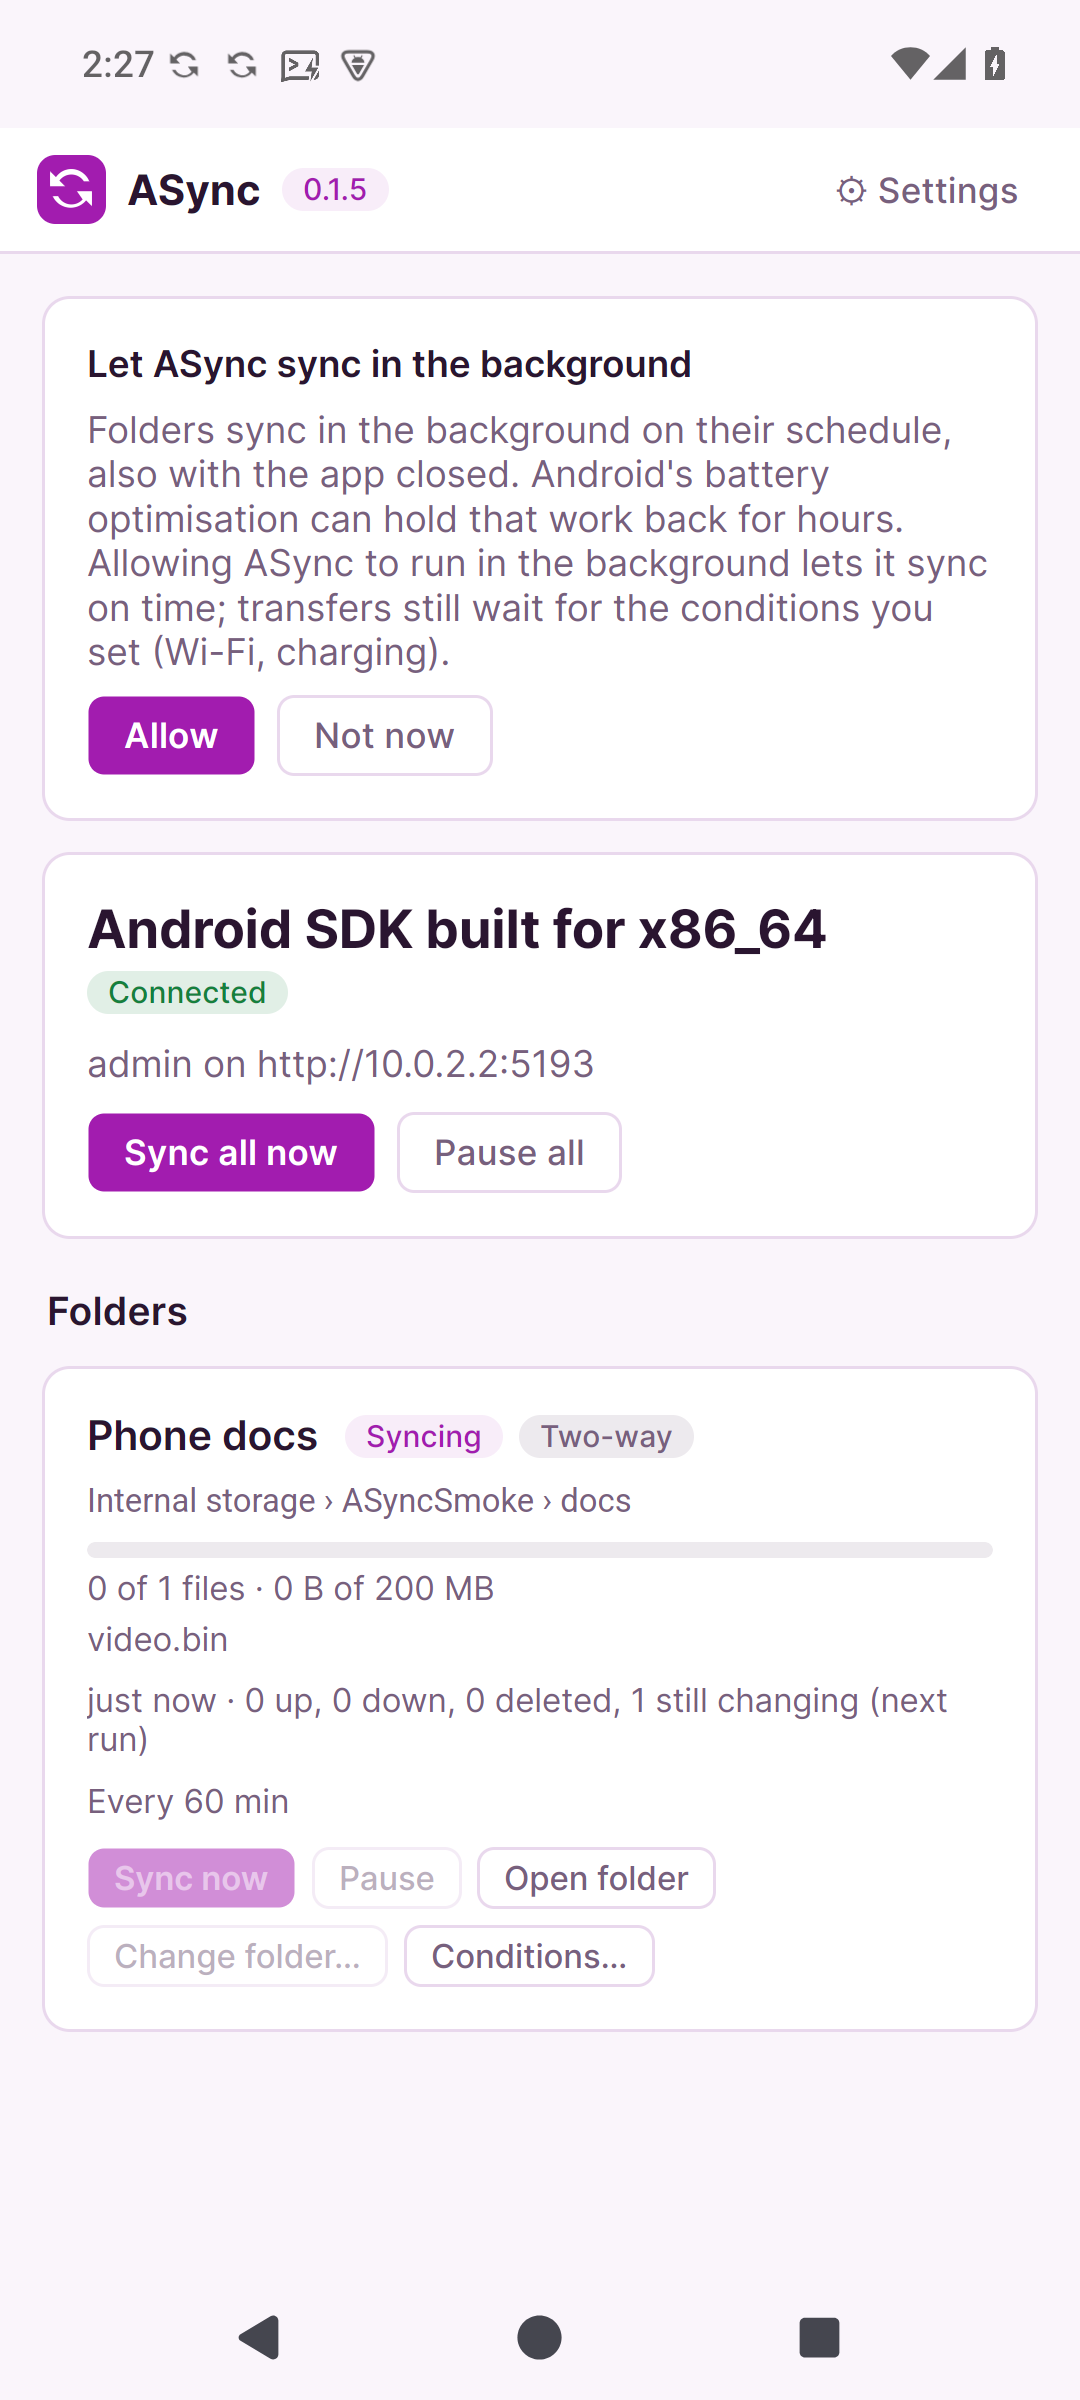 2:27
ASync 0.1.5 Settings
Let ASync sync in the background
Folders sync in the background on their schedule,
also with the app closed. Android's battery
optimisation can hold that work back for hours.
Allowing ASync to run in the background lets it sync
on time; transfers still wait for the conditions you
set (Wi-Fi, charging).
Allow Not now
Android SDK built for x86_64
Connected
admin on http://10.0.2.2:5193
Sync all now Pause all
Folders
Phone docs Syncing Two-way
Internal storage › ASyncSmoke › docs
0 of 1 files · 0 B of 200 MB
video.bin
just now · 0 up, 0 down, 0 deleted, 1 still changing (next
run)
Every 60 min
Sync now Pause Open folder
Change folder... Conditions...